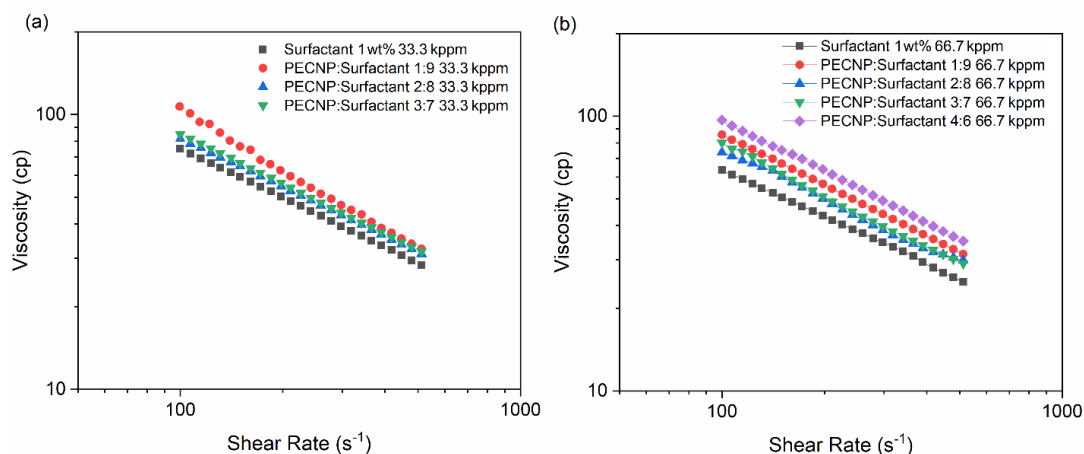 (a)
Surfactant 1wt% 33.3 kppm
PECNP:Surfactant 1:9 33.3 kppm
PECNP:Surfactant 2:8 33.3 kppm
PECNP:Surfactant 3:7 33.3 kppm
100
10
Viscosity (cp)
100
1000
Shear Rate (s⁻¹)
(b)
Surfactant 1wt% 66.7 kppm
PECNP:Surfactant 1:9 66.7 kppm
PECNP:Surfactant 2:8 66.7 kppm
PECNP:Surfactant 3:7 66.7 kppm
PECNP:Surfactant 4:6 66.7 kppm
100
10
Viscosity (cp)
100
1000
Shear Rate (s⁻¹)